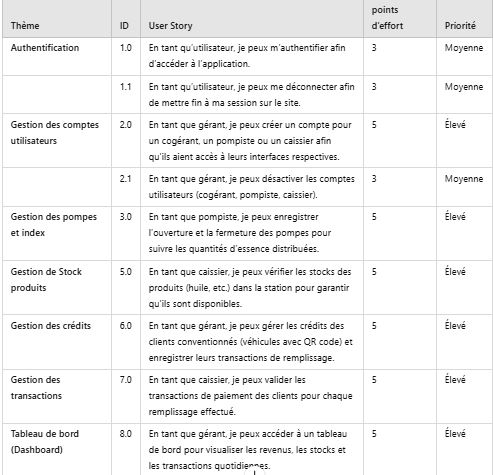 points
Thème ID User Story d'effort Priorité
Authentification 1.0 En tant qu'utilisateur, je peux m'authentifier afin 3 Moyenne
d'accéder à l'application.
1.1 En tant qu'utilisateur, je peux me déconnecter afin 3 Moyenne
de mettre fin à ma session sur le site.
Gestion des comptes 2.0 En tant que gérant, je peux créer un compte pour 5 Élevé
utilisateurs un cogérant, un pompiste ou un caissier afin
qu'ils aient accès à leurs interfaces respectives.
2.1 En tant que gérant, je peux désactiver les comptes 3 Moyenne
utilisateurs (cogérant, pompiste, caissier).
Gestion des pompes 3.0 En tant que pompiste, je peux enregistrer 5 Élevé
et index l'ouverture et la fermeture des pompes pour
suivre les quantités d'essence distribuées.
Gestion de Stock 5.0 En tant que caissier, je peux vérifier les stocks des 5 Élevé
produits produits (huile, etc.) dans la station pour garantir
qu'ils sont disponibles.
Gestion des crédits 6.0 En tant que gérant, je peux gérer les crédits des 5 Élevé
clients conventionnés (véhicules avec QR code) et
enregistrer leurs transactions de remplissage.
Gestion des 7.0 En tant que caissier, je peux valider les 5 Élevé
transactions transactions de paiement des clients pour chaque
remplissage effectué.
Tableau de bord 8.0 En tant que gérant, je peux accéder à un tableau 5 Élevé
(Dashboard) de bord pour visualiser les revenus, les stocks et
les transactions quotidiennes.